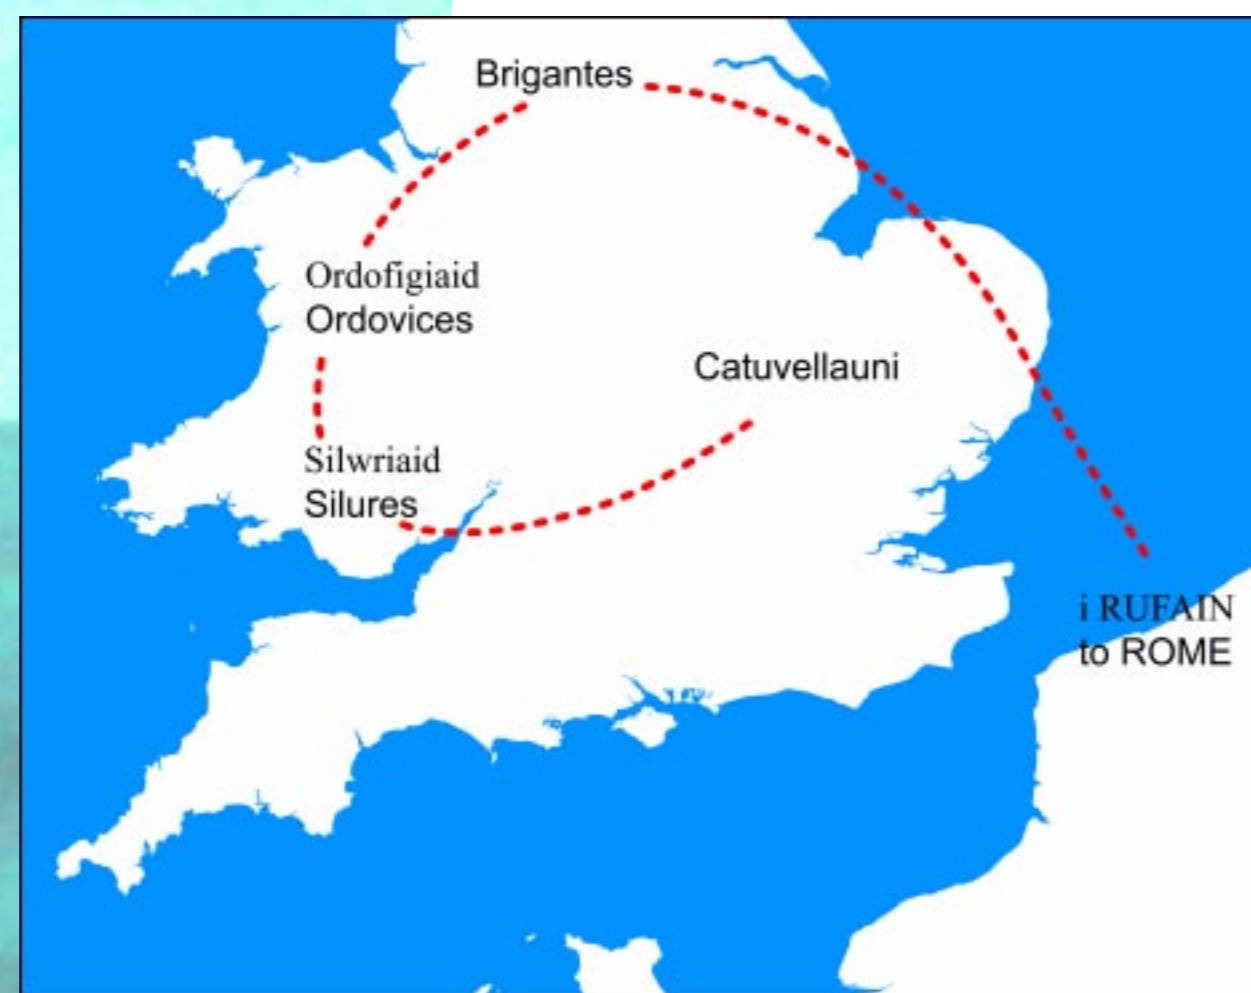 Brigantes
Ordofigiaid
Ordovices
Catuvellauni
Silwriaid
Silures
i RUFAIN
to ROME